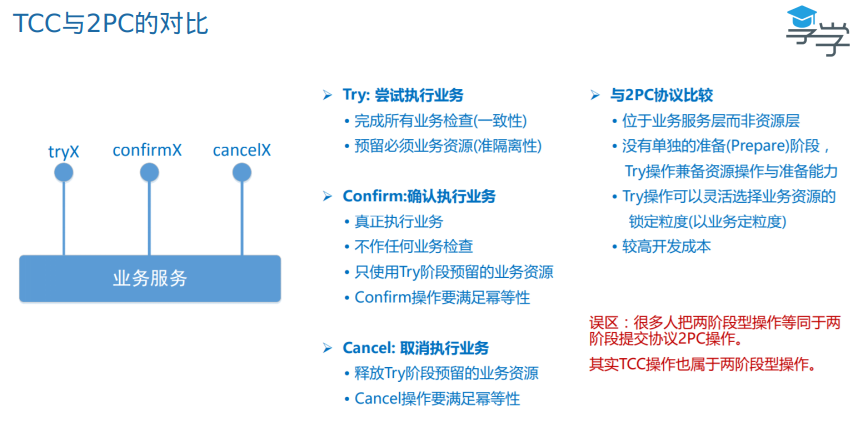 TCC与2PC的对比
享学
tryX
confirmX
cancelX
业务服务
➢ Try: 尝试执行业务
• 完成所有业务检查(一致性)
• 预留必须业务资源(准隔离性)
➢ Confirm:确认执行业务
• 真正执行业务
• 不作任何业务检查
• 只使用Try阶段预留的业务资源
• Confirm操作要满足幂等性
➢ Cancel: 取消执行业务
• 释放Try阶段预留的业务资源
• Cancel操作要满足幂等性
➢ 与2PC协议比较
• 位于业务服务层而非资源层
• 没有单独的准备(Prepare)阶段，
Try操作兼备资源操作与准备能力
• Try操作可以灵活选择业务资源的
锁定粒度(以业务定粒度)
• 较高开发成本
误区：很多人把两阶段型操作等同于两
阶段提交协议2PC操作。
其实TCC操作也属于两阶段型操作。